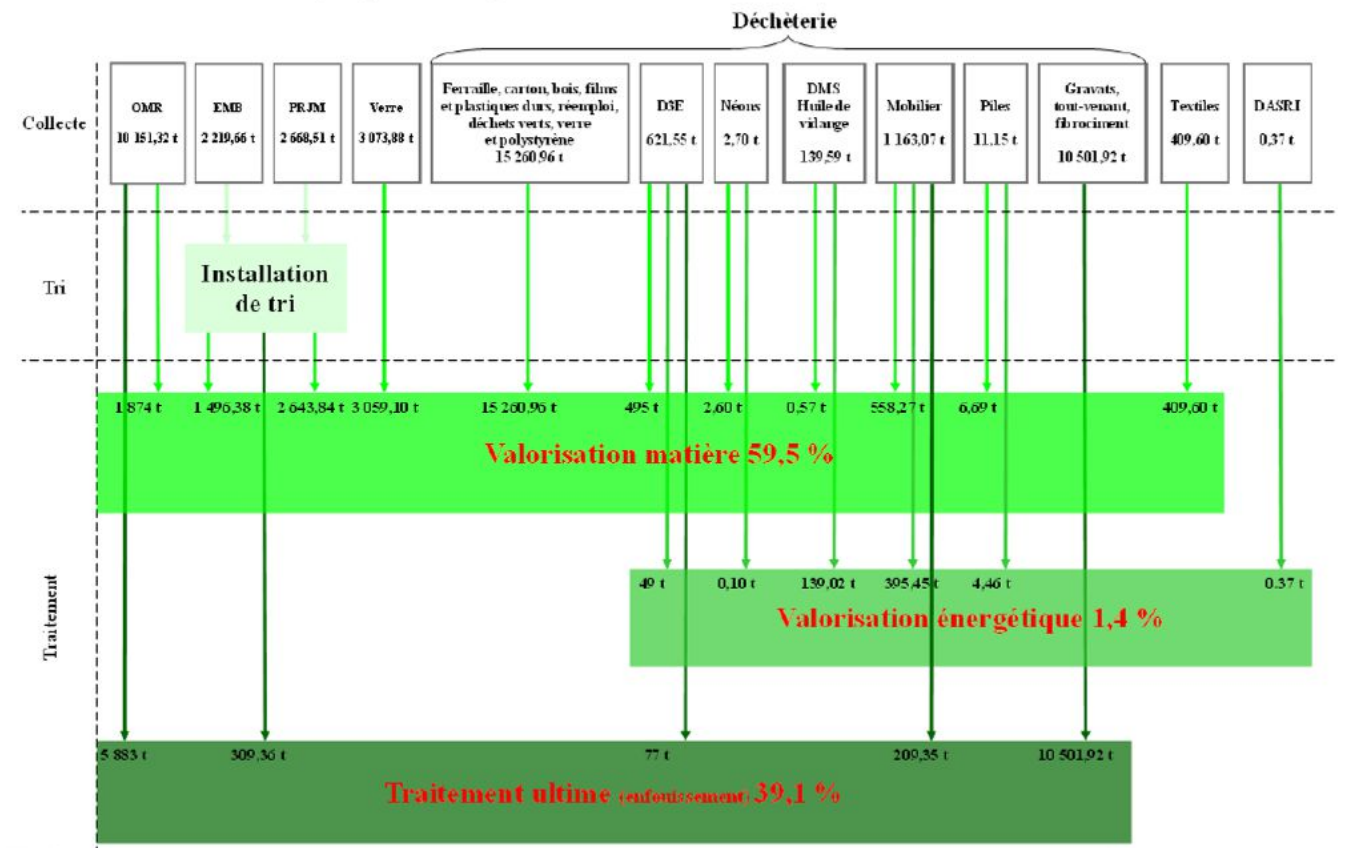 Déchèterie
Collecte
OMR
10 151,32 t
EMB
2 219,66 t
PRJM
2 668,51 t
Verre
3 073,88 t
Ferraille, carton, bois, films
et plastiques durs, réemploi,
déchets verts, verre
et polystyrène
15 260,96 t
D3E
621,55 t
Néons
2,70 t
DMS
Huile de
vidange
139,59 t
Mobilier
1 163,07 t
Piles
11,15 t
Gravats,
tout-venant,
fibrociment
10 501,92 t
Textiles
409,60 t
DASRI
0,37 t
Tri
Installation
de tri
Traitement
1 874 t
1 496,38 t
2 643,84 t
3 059,10 t
15 260,96 t
495 t
2,60 t
0,57 t
558,27 t
6,69 t
409,60 t
Valorisation matière 59,5 %
49 t
0,10 t
139,02 t
395,45 t
4,46 t
0,37 t
Valorisation énergétique 1,4 %
5 883 t
309,36 t
77 t
209,35 t
10 501,92 t
Traitement ultime (enfouissement) 39,1 %